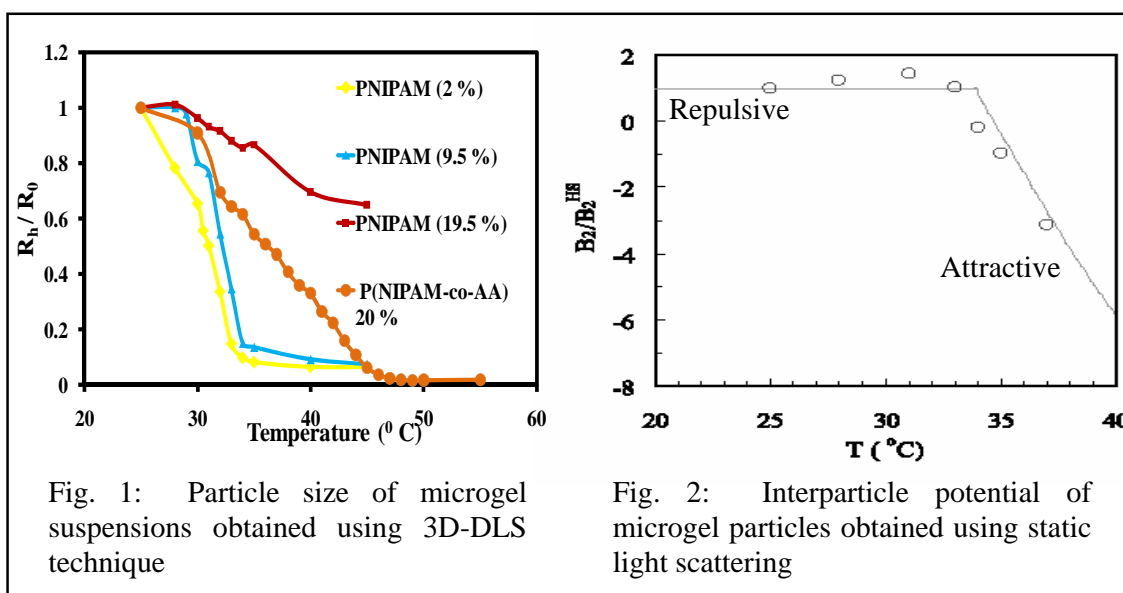 1.2
1
0.8
0.6
0.4
0.2
0
R_h / R_0
PNIPAM (2 %)
PNIPAM (9.5 %)
PNIPAM (19.5 %)
P(NIPAM-co-AA)
20 %
20 30 40 50 60
Temperature (⁰ C)
Fig. 1: Particle size of microgel
suspensions obtained using 3D-DLS
technique
2
0
-2
-4
-6
-8
B₂/B₂^HS
Repulsive
Attractive
20 25 30 35 40
T (°C)
Fig. 2: Interparticle potential of
microgel particles obtained using static
light scattering